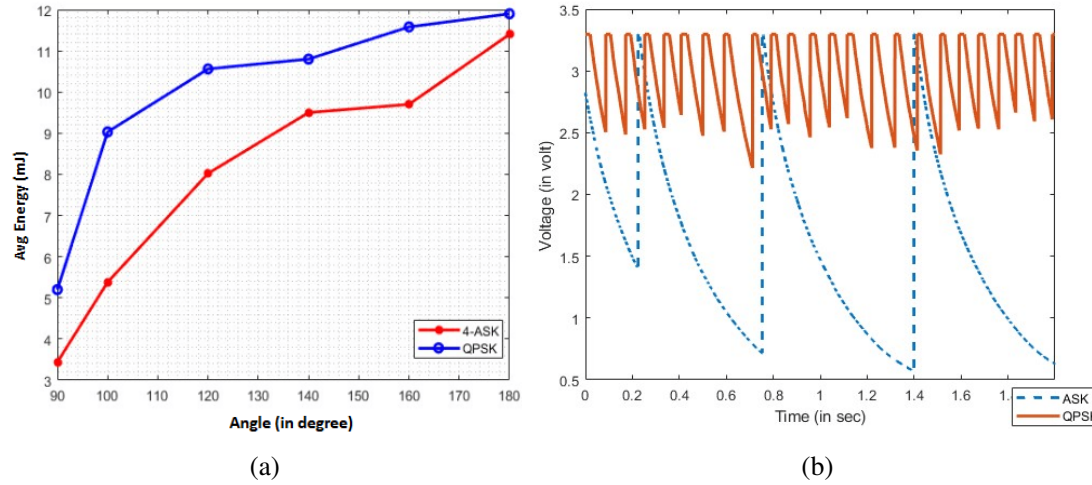 12
11
10
9
8
7
6
5
4
3
Avg Energy (mJ)
90 100 110 120 130 140 150 160 170 180
Angle (in degree)
4-ASK
QPSK
(a)
3.5
3
2.5
2
1.5
1
0.5
Voltage (in volt)
0 0.2 0.4 0.6 0.8 1 1.2 1.4 1.6
Time (in sec)
ASK
(b)